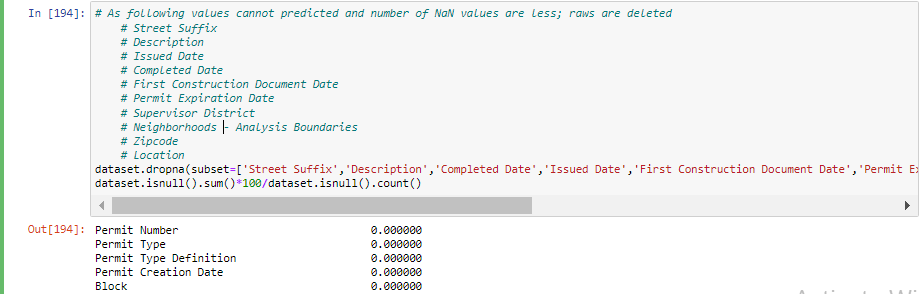 In [194]: # As following values cannot predicted and number of NaN values are less; raws are deleted
# Street Suffix
# Description
# Issued Date
# Completed Date
# First Construction Document Date
# Permit Expiration Date
# Supervisor District
# Neighborhoods - Analysis Boundaries
# Zipcode
# Location
dataset.dropna(subset=['Street Suffix','Description','Completed Date','Issued Date','First Construction Document Date','Permit Ex
dataset.isnull().sum()*100/dataset.isnull().count()
Out[194]: Permit Number 0.000000
Permit Type 0.000000
Permit Type Definition 0.000000
Permit Creation Date 0.000000
Block 0.000000